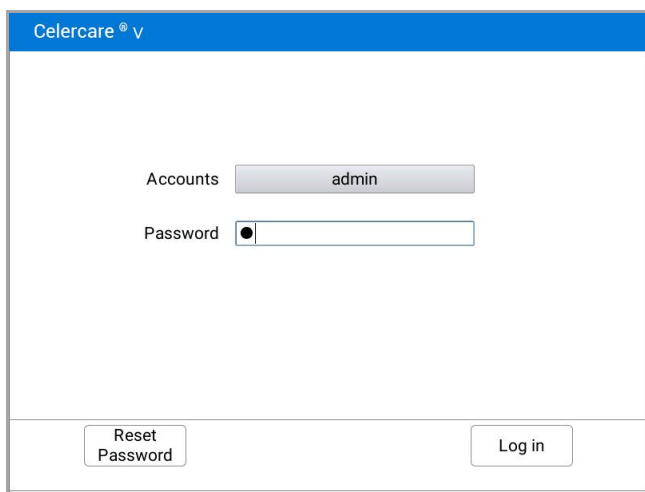 Celercare ® V
Accounts admin
Password ●
Reset
Password
Log in